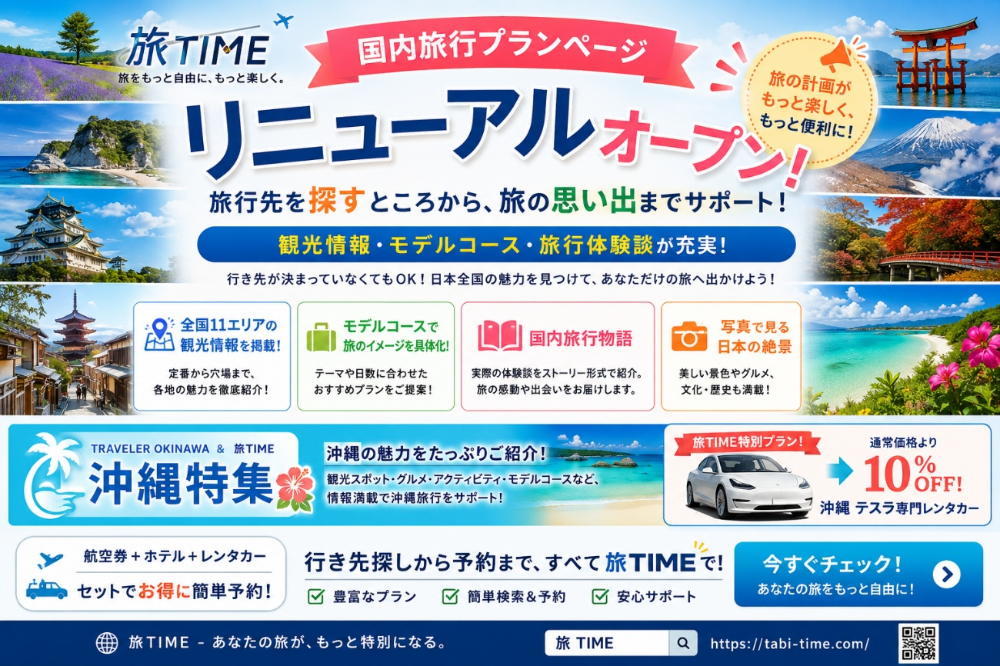 旅TIME
旅をもっと自由に、もっと楽しく。
国内旅行プランページ
リニューアルオープン!
旅の計画が
もっと楽しく、
もっと便利に!
旅行先を探すところから、旅の思い出までサポート!
観光情報・モデルコース・旅行体験談が充実!
行き先が決まっていなくてもOK!日本全国の魅力を見つけて、あなただけの旅へ出かけよう!
全国11エリアの
観光情報を掲載!
定番から穴場まで、
各地の魅力を徹底紹介!
モデルコースで
旅のイメージを具体化!
テーマや日数に合わせた
おすすめプランをご提案!
国内旅行物語
実際の体験談をストーリー形式で紹介。
旅の感動や出会いをお届けします。
写真で見る
日本の絶景
美しい景色やグルメ、
文化・歴史も満載!
TRAVELER OKINAWA & 旅TIME
沖縄特集
沖縄の魅力をたっぷりご紹介!
観光スポット・グルメ・アクティビティ・モデルコースなど、
情報満載で沖縄旅行をサポート!
旅TIME特別プラン!
通常価格より
10%OFF!
沖縄 テスラ専門レンタカー
航空券+ホテル+レンタカー
セットでお得に簡単予約!
行き先探しから予約まで、すべて旅TIMEで!
豊富なプラン
簡単検索&予約
安心サポート
今すぐチェック!
あなたの旅をもっと自由に!
旅TIME – あなたの旅が、もっと特別になる。
旅 TIME
https://tabi-time.com/